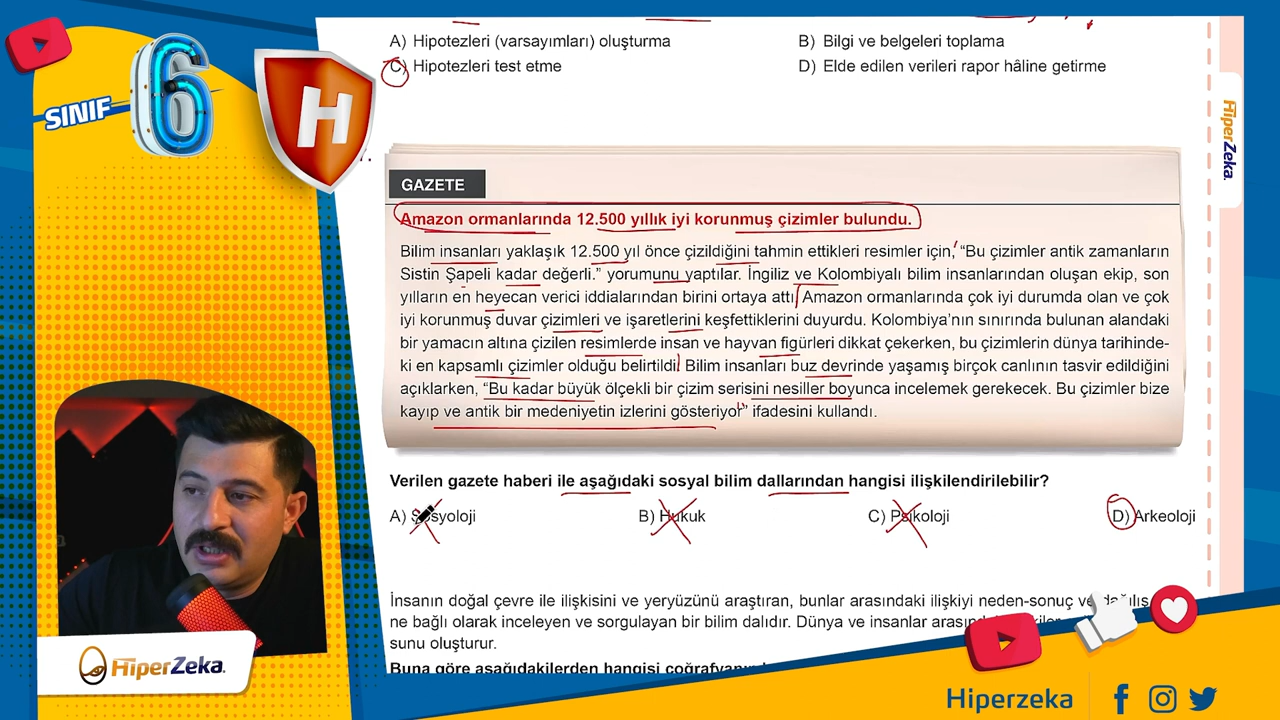 SINIF
6
H
A) Hipotezleri (varsayımları) oluşturma
B) Bilgi ve belgeleri toplama
C) Hipotezleri test etme
D) Elde edilen verileri rapor hâline getirme
HiperZeka.
GAZETE
Amazon ormanlarında 12.500 yıllık iyi korunmuş çizimler bulundu.
Bilim insanları yaklaşık 12.500 yıl önce çizildiğini tahmin ettikleri resimler için, “Bu çizimler antik zamanların
Sistin Şapeli kadar değerli.” yorumunu yaptılar. İngiliz ve Kolombiyalı bilim insanlarından oluşan ekip, son
yılların en heyecan verici iddialarından birini ortaya attı. Amazon ormanlarında çok iyi durumda olan ve çok
iyi korunmuş duvar çizimleri ve işaretlerini keşfettiklerini duyurdu. Kolombiya’nın sınırında bulunan alandaki
bir yamacın altına çizilen resimlerde insan ve hayvan figürleri dikkat çekerken, bu çizimlerin dünya tarihinde-
ki en kapsamlı çizimler olduğu belirtildi. Bilim insanları buz devrinde yaşamış birçok canlının tasvir edildiğini
açıklarken, “Bu kadar büyük ölçekli bir çizim serisini nesiller boyunca incelemek gerekecek. Bu çizimler bize
kayıp ve antik bir medeniyetin izlerini gösteriyor.” ifadesini kullandı.
Verilen gazete haberi ile aşağıdaki sosyal bilim dallarından hangisi ilişkilendirilebilir?
A) Sosyoloji
B) Hukuk
C) Psikoloji
D) Arkeoloji
İnsanın doğal çevre ile ilişkisini ve yeryüzünü araştıran, bunlar arasındaki ilişkiyi neden-sonuç ve dağılış
ne bağlı olarak inceleyen ve sorgulayan bir bilim dalıdır. Dünya ve insanlar
sunu oluşturur.
Buna göre aşağıdakilerden hangisi
HiperZeka.
Hiperzeka